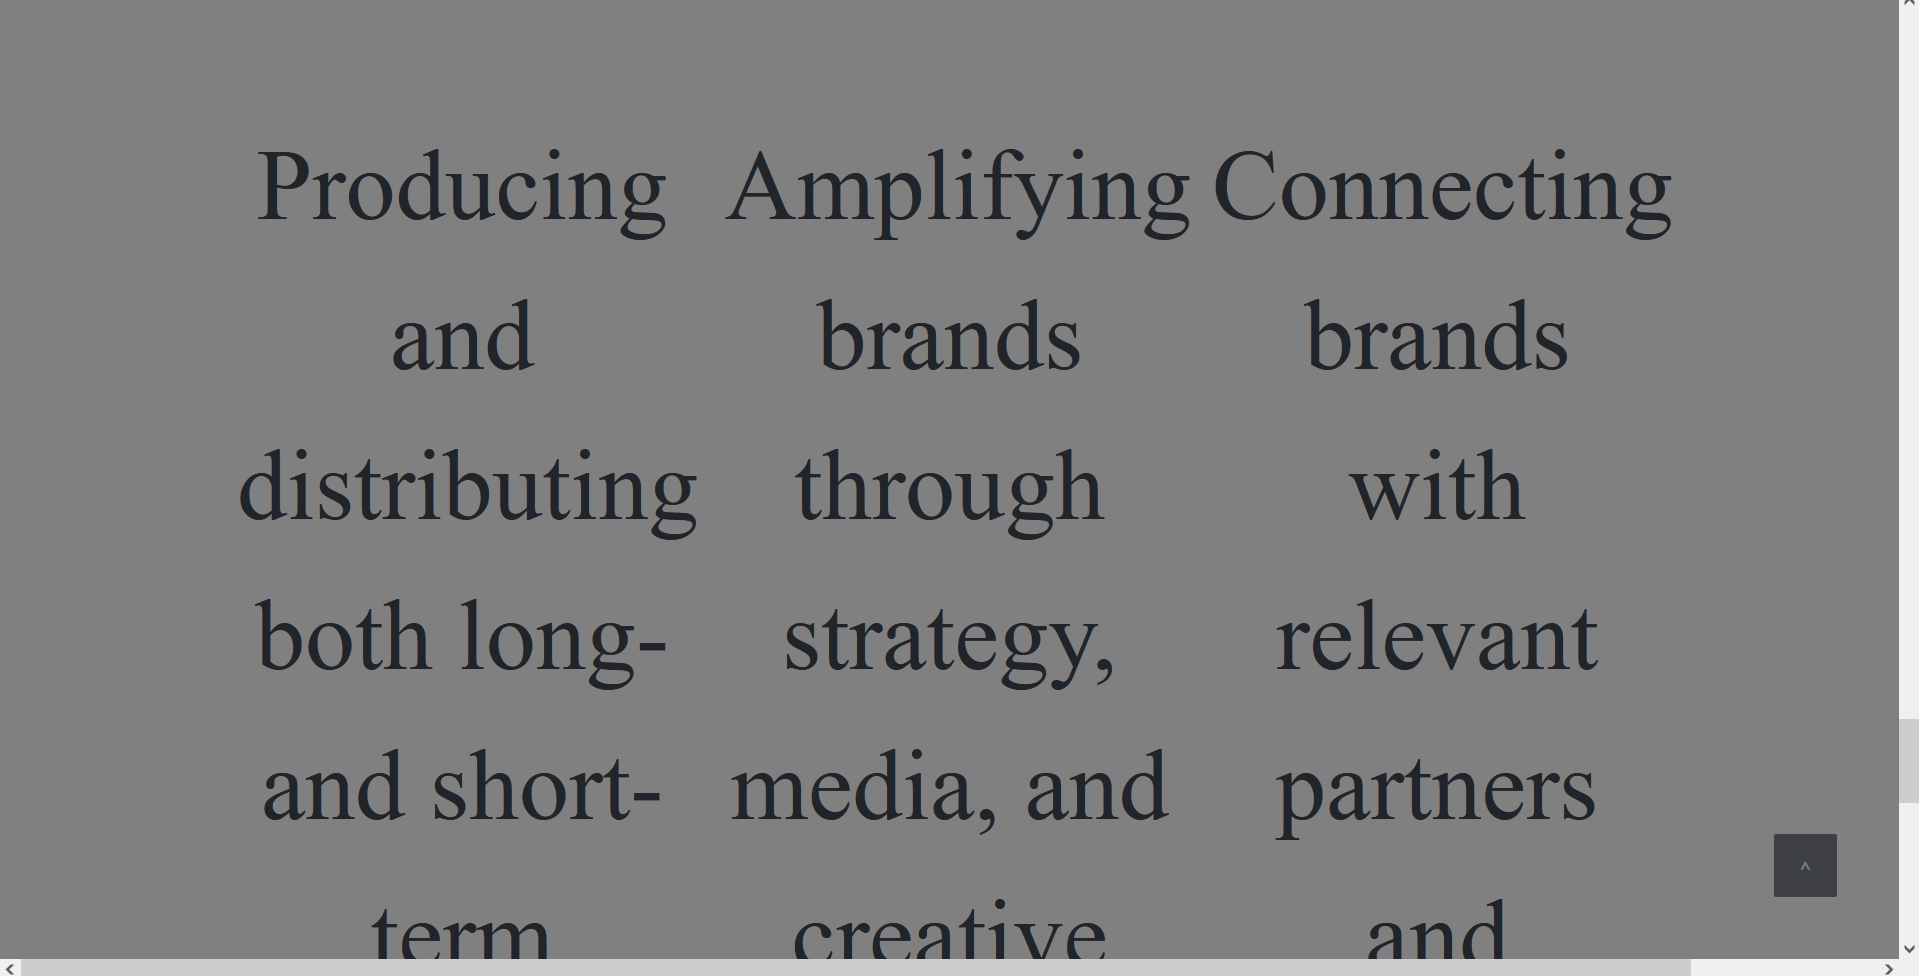 Producing
and
distributing
both long-
and short-
term
Amplifying
brands
through
strategy,
media, and
creative
Connecting
brands
with
relevant
partners
and
^